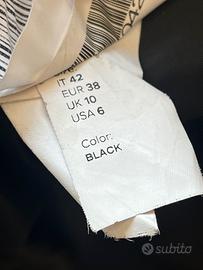 IT 42
EUR 38
UK 10
USA 6
Color:
BLACK
subito